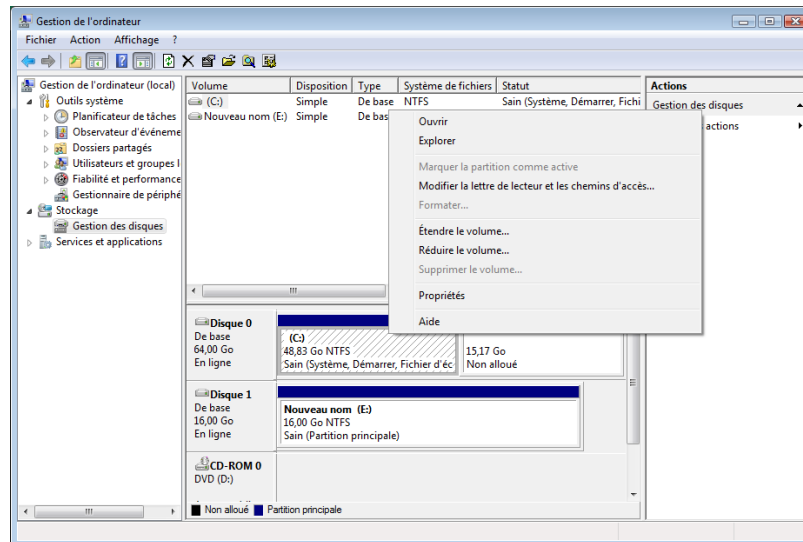 Gestion de l'ordinateur
Fichier Action Affichage ?
Gestion de l'ordinateur (local)
Outils système
Planificateur de tâches
Observateur d'événeme
Dossiers partagés
Utilisateurs et groupes l
Fiabilité et performance
Gestionnaire de périphé
Stockage
Gestion des disques
Services et applications
Volume Disposition Type Système de fichiers Statut
(C:) Simple De base NTFS Sain (Système, Démarrer, Fichi
Nouveau nom (E:) Simple De bas
Ouvrir
Explorer
Marquer la partition comme active
Modifier la lettre de lecteur et les chemins d'accès...
Formater...
Étendre le volume...
Réduire le volume...
Supprimer le volume...
Propriétés
Aide
Actions
Gestion des disques
actions
Disque 0
De base
64,00 Go
En ligne
(C:)
48,83 Go NTFS
Sain (Système, Démarrer, Fichier d'éc
15,17 Go
Non alloué
Disque 1
De base
16,00 Go
En ligne
Nouveau nom (E:)
16,00 Go NTFS
Sain (Partition principale)
CD-ROM 0
DVD (D:)
Non alloué Partition principale